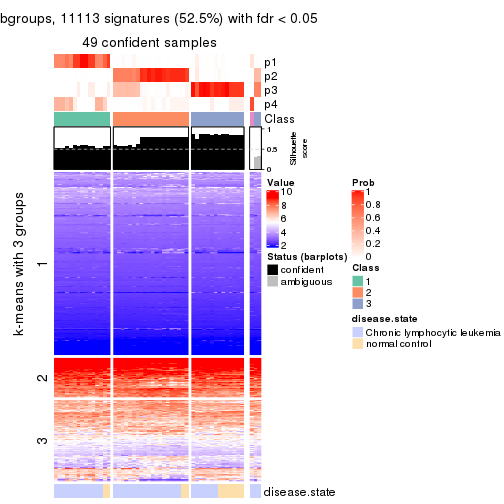 bgroups, 11113 signatures (52.5%) with fdr < 0.05
49 confident samples
p1
p2
p3
p4
Class
1
0.5
0
Silhouette
score
k-means with 3 groups
1
2
3
disease.state
Value
10
8
6
4
2
Status (barplots)
confident
ambiguous
Prob
1
0.8
0.6
0.4
0.2
0
Class
1
2
3
disease.state
Chronic lymphocytic leukemia
normal control